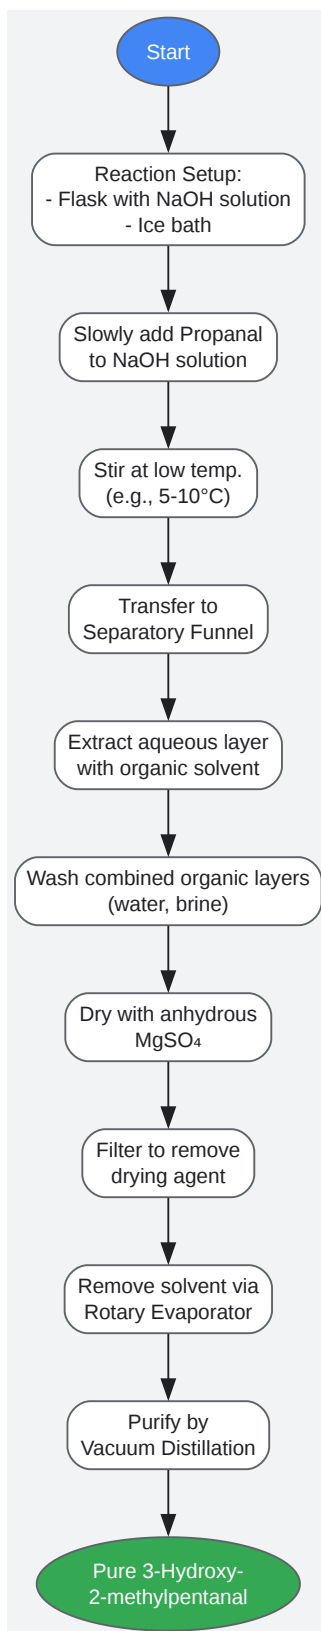 Start
Reaction Setup:
- Flask with NaOH solution
- Ice bath
Slowly add Propanal
to NaOH solution
Stir at low temp.
(e.g., 5-10°C)
Transfer to
Separatory Funnel
Extract aqueous layer
with organic solvent
Wash combined organic layers
(water, brine)
Dry with anhydrous
MgSO₄
Filter to remove
drying agent
Remove solvent via
Rotary Evaporator
Purify by
Vacuum Distillation
Pure 3-Hydroxy-
2-methylpentanal